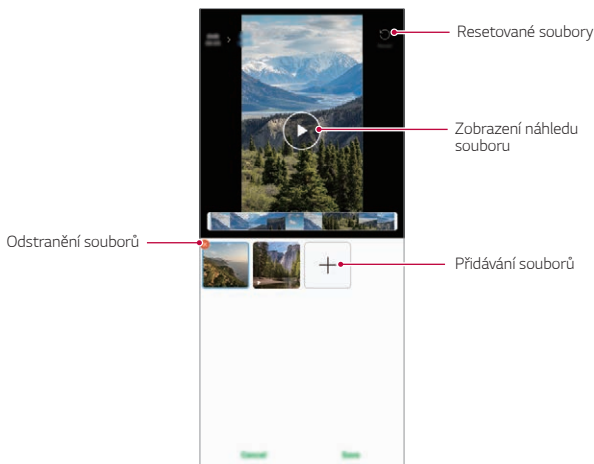 Resetované soubory
Zobrazení náhledu
souboru
Odstranění souborů
Přidávání souborů
Cancel
Save